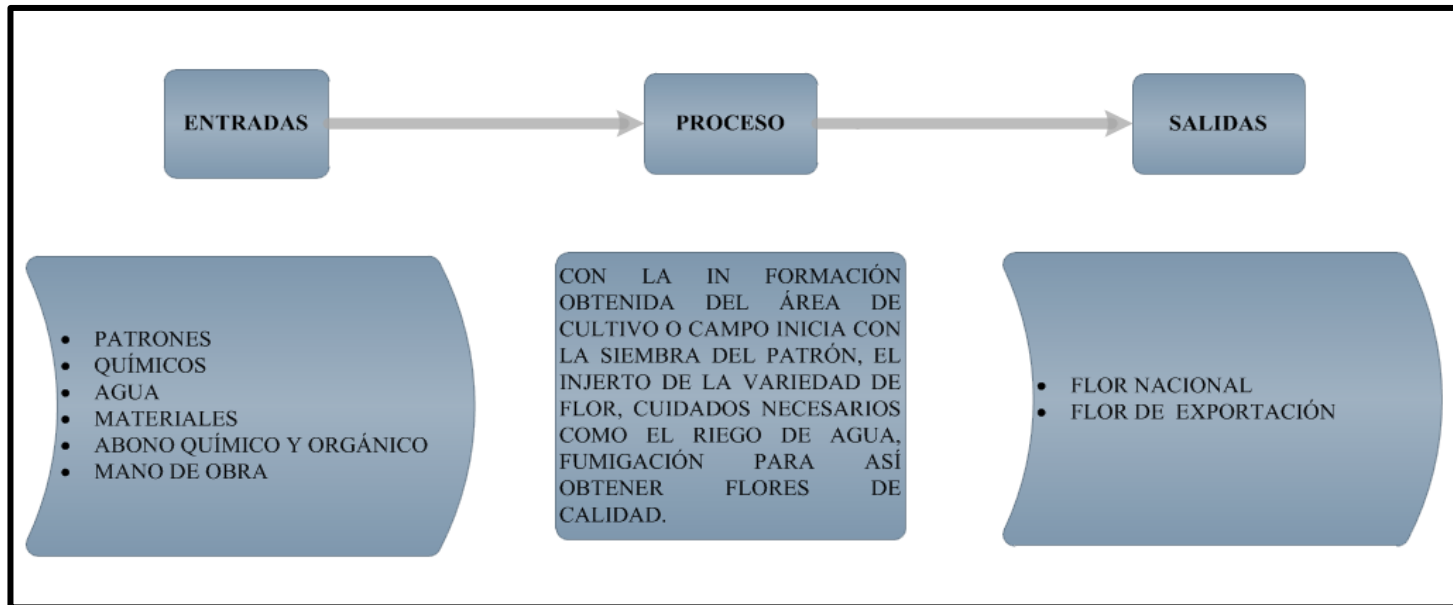 ENTRADAS
PROCESO
SALIDAS
• PATRONES
• QUÍMICOS
• AGUA
• MATERIALES
• ABONO QUÍMICO Y ORGÁNICO
• MANO DE OBRA
CON LA IN FORMACIÓN
OBTENIDA DEL ÁREA DE
CULTIVO O CAMPO INICIA CON
LA SIEMBRA DEL PATRÓN, EL
INJERTO DE LA VARIEDAD DE
FLOR, CUIDADOS NECESARIOS
COMO EL RIEGO DE AGUA,
FUMIGACIÓN PARA ASÍ
OBTENER FLORES DE
CALIDAD.
• FLOR NACIONAL
• FLOR DE EXPORTACIÓN